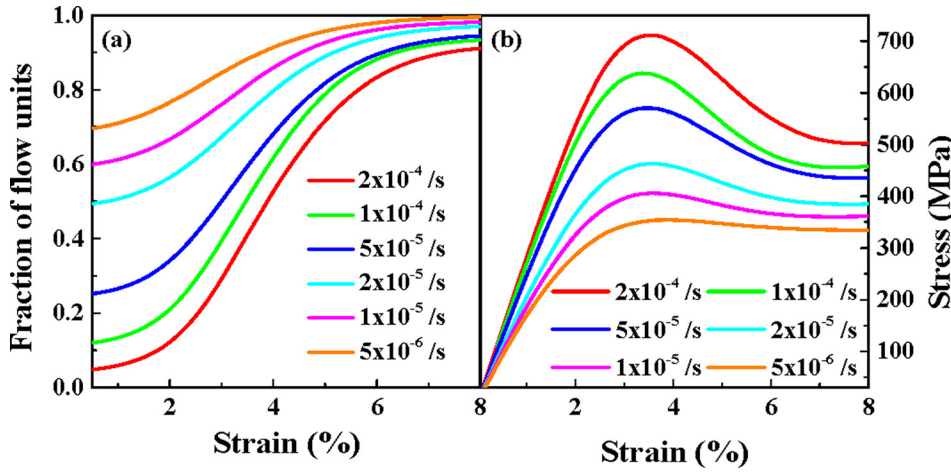 (a)
Fraction of flow units
1.0
0.8
0.6
0.4
0.2
0.0
2x10⁻⁴ /s
1x10⁻⁴ /s
5x10⁻⁵ /s
2x10⁻⁵ /s
1x10⁻⁵ /s
5x10⁻⁶ /s
2 4 6 8
Strain (%)
(b)
2x10⁻⁴ /s 1x10⁻⁴ /s
5x10⁻⁵ /s 2x10⁻⁵ /s
1x10⁻⁵ /s 5x10⁻⁶ /s
700
600
500
400
300
200
100
Stress (MPa)
2 4 6 8
Strain (%)